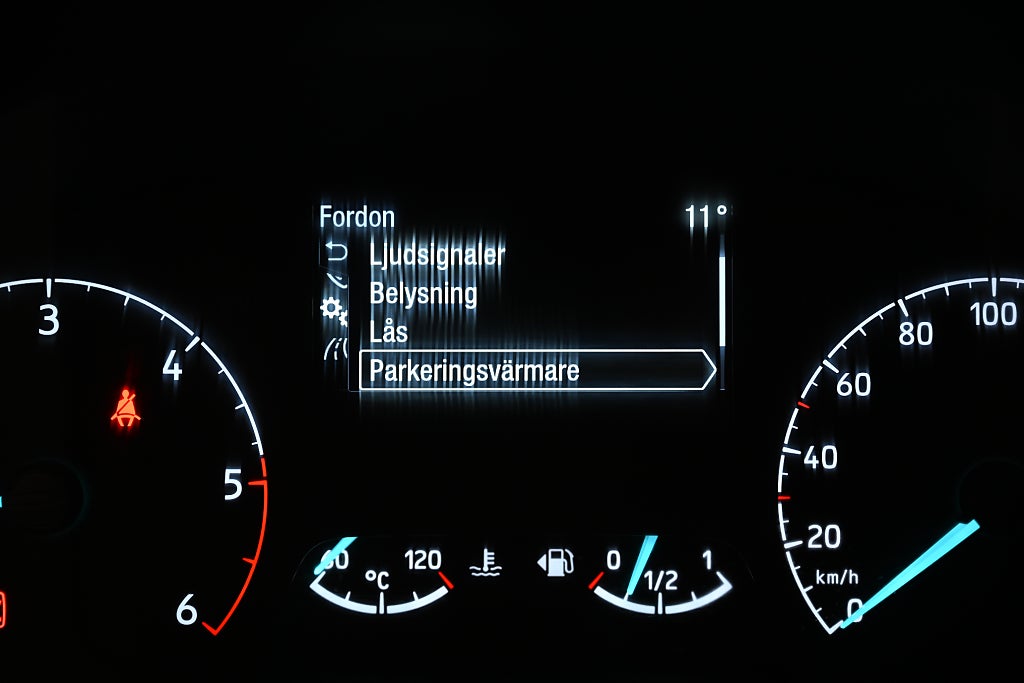 Fordon 11°
Ljudsignaler
Belysning
Lås
Parkeringsvärmare
3
4
5
6
60 120
°C
0 1/2 1
100
80
60
40
20
km/h
0